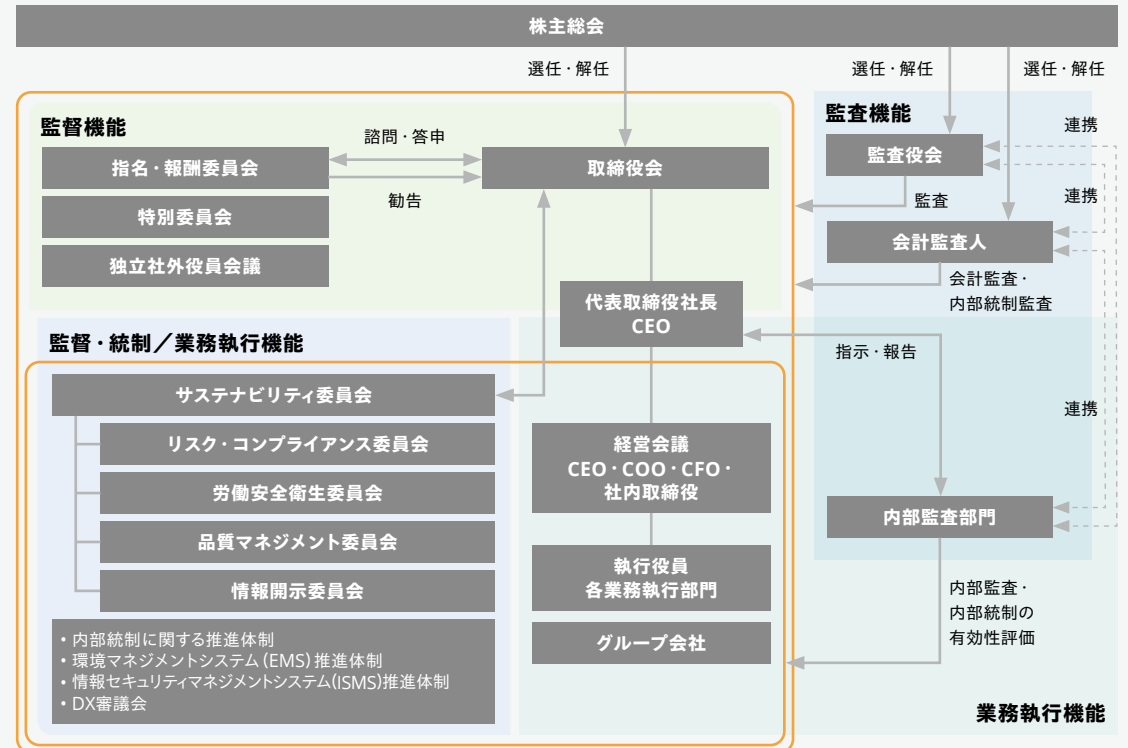 株主総会
選任・解任
選任・解任
選任・解任
監督機能
諮問・答申
指名・報酬委員会
取締役会
勧告
特別委員会
独立社外役員会議
監査機能
連携
監査役会
監査
連携
会計監査人
会計監査・
内部統制監査
代表取締役社長
CEO
指示・報告
監督・統制／業務執行機能
サステナビリティ委員会
リスク・コンプライアンス委員会
労働安全衛生委員会
品質マネジメント委員会
情報開示委員会
・内部統制に関する推進体制
・環境マネジメントシステム(EMS)推進体制
・情報セキュリティマネジメントシステム(ISMS)推進体制
・DX審議会
経営会議
CEO・COO・CFO・
社内取締役
執行役員
各業務執行部門
グループ会社
連携
内部監査部門
内部監査・
内部統制の
有効性評価
業務執行機能